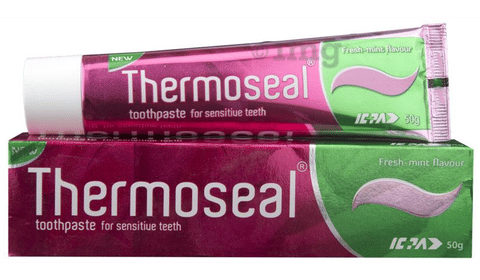 NEW
Thermoseal®
toothpaste for sensitive teeth
Fresh-mint flavour
ICPA
50g
NEW
Thermoseal®
toothpaste for sensitive teeth
Fresh-mint flavour
ICPA
50g